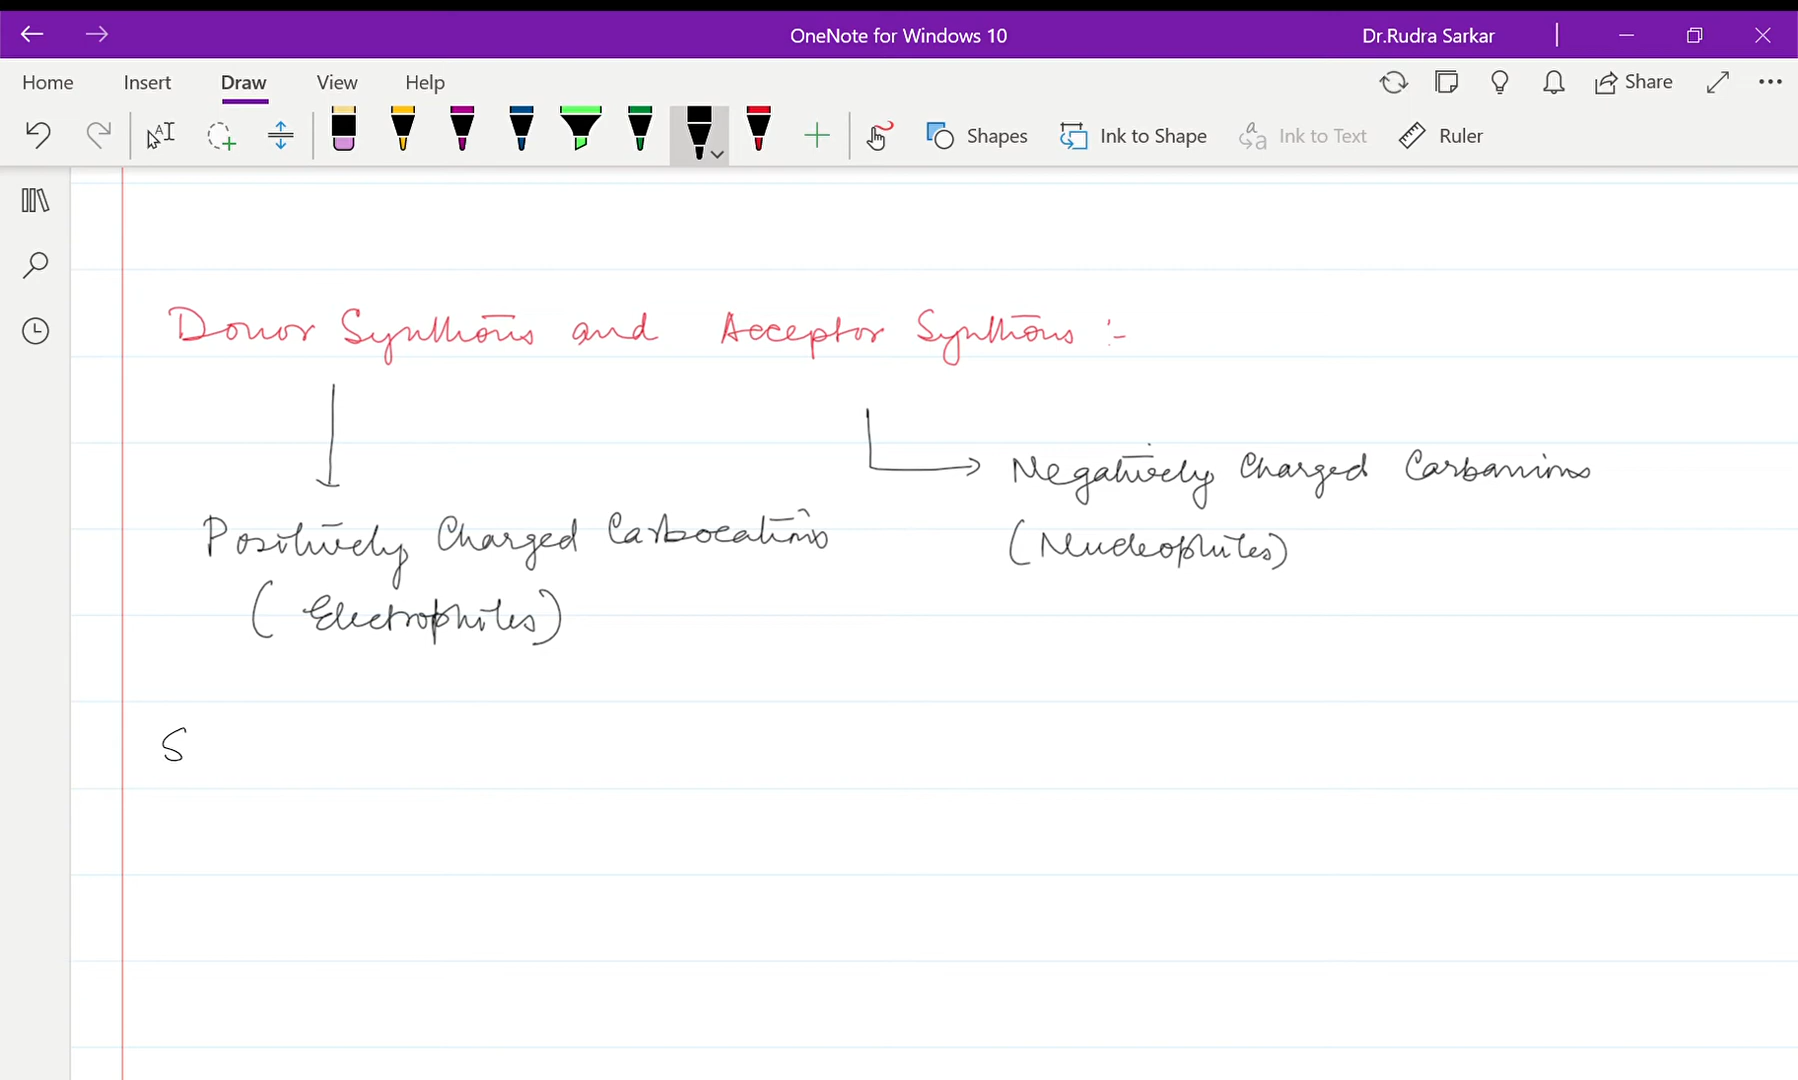 OneNote for Windows 10
Dr.Rudra Sarkar
Home Insert Draw View Help
Share
Shapes Ink to Shape Ink to Text Ruler
Donor Synthons and Acceptor Synthons :-
Negatively Charged Carbanions
Positively Charged Carbocations
(Nucleophiles)
(Electrophiles)
S